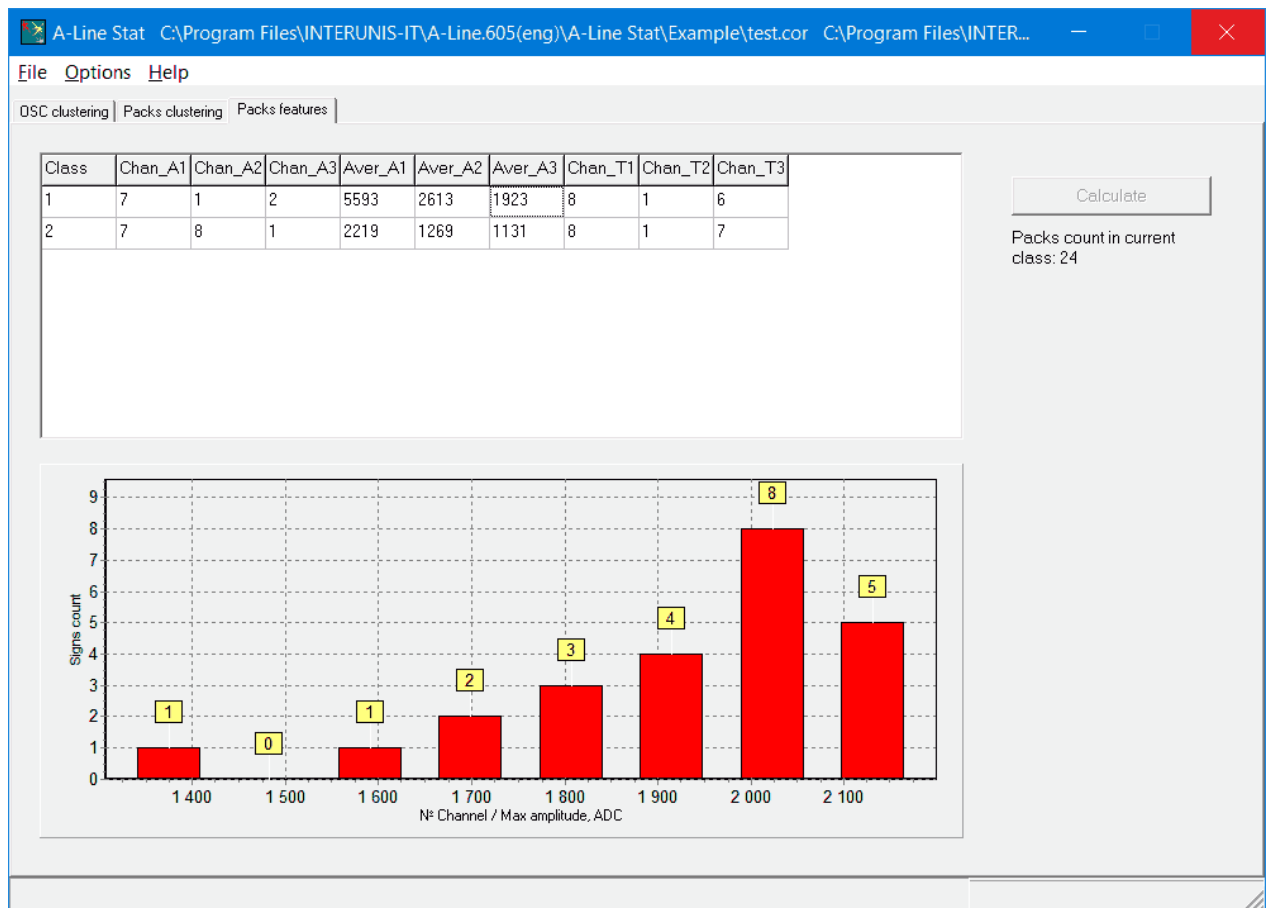 A-Line Stat C:\Program Files\INTERUNIS-IT\A-Line.605(eng)\A-Line Stat\Example\test.cor C:\Program Files\INTER...
File Options Help
OSC clustering Packs clustering Packs features
Class Chan_A1 Chan_A2 Chan_A3 Aver_A1 Aver_A2 Aver_A3 Chan_T1 Chan_T2 Chan_T3
1 7 1 2 5593 2613 1923 8 1 6
2 7 8 1 2219 1269 1131 8 1 7
Calculate
Packs count in current
class: 24
Signs count
9
8
7
6
5
4
3
2
1
0
1 0 1 2 3 4 8 5
1 400 1 500 1 600 1 700 1 800 1 900 2 000 2 100
№ Channel / Max amplitude, ADC